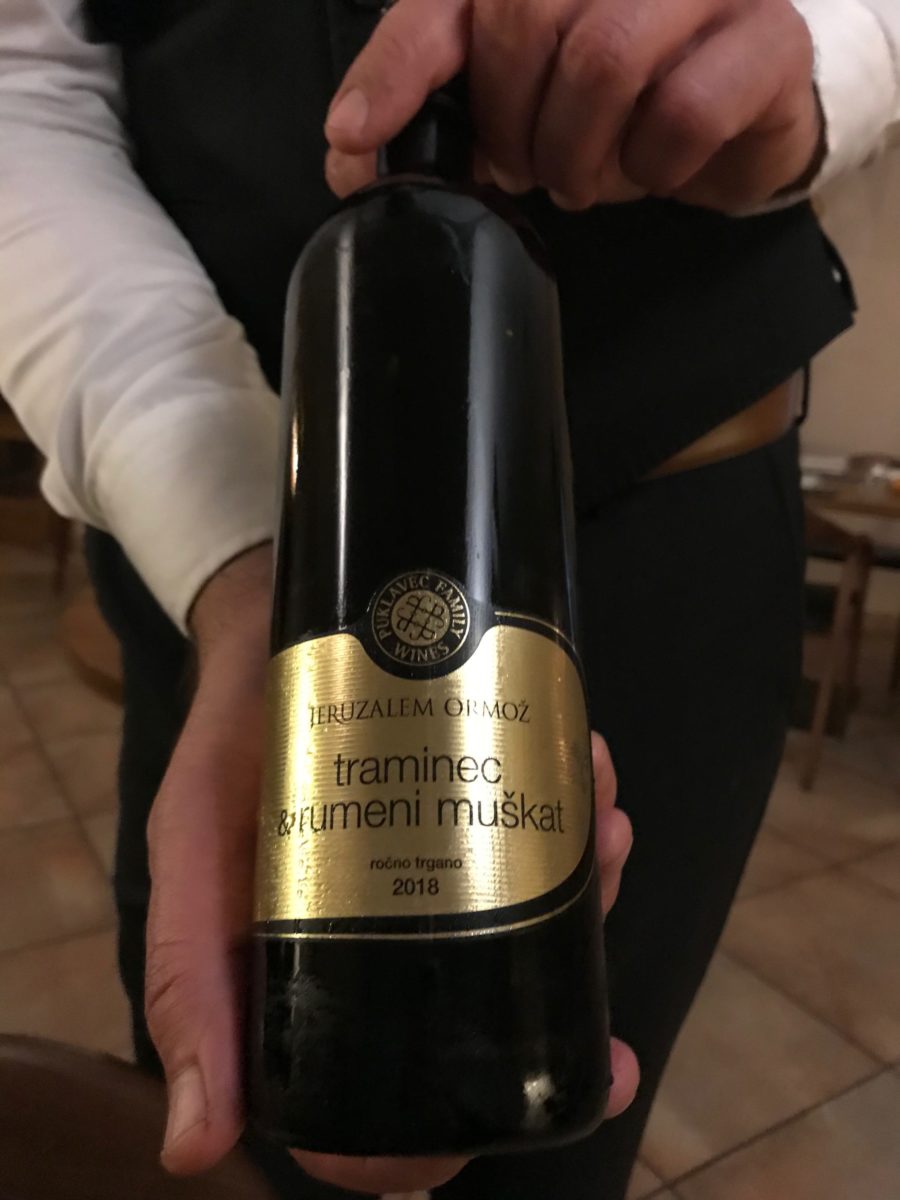 PUKLAVEC FAMILY
WINES
JERUZALEM ORMOŽ
traminec
& rumeni muškat
ročno trgano
2018